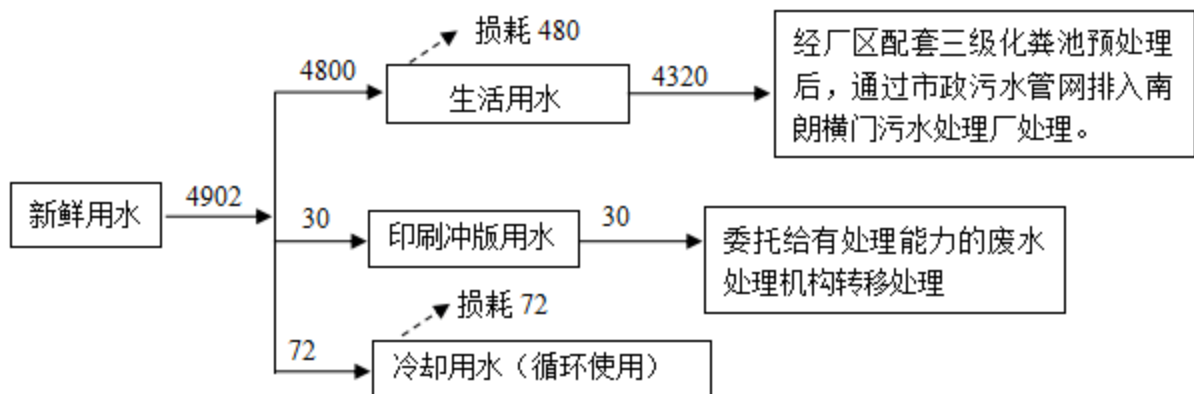 损耗 480
4800
生活用水
4320
经厂区配套三级化粪池预处理
后，通过市政污水管网排入南
朗横门污水处理厂处理。
新鲜用水
4902
30
印刷冲版用水
30
委托给有处理能力的废水
处理机构转移处理
损耗 72
72
冷却用水（循环使用）